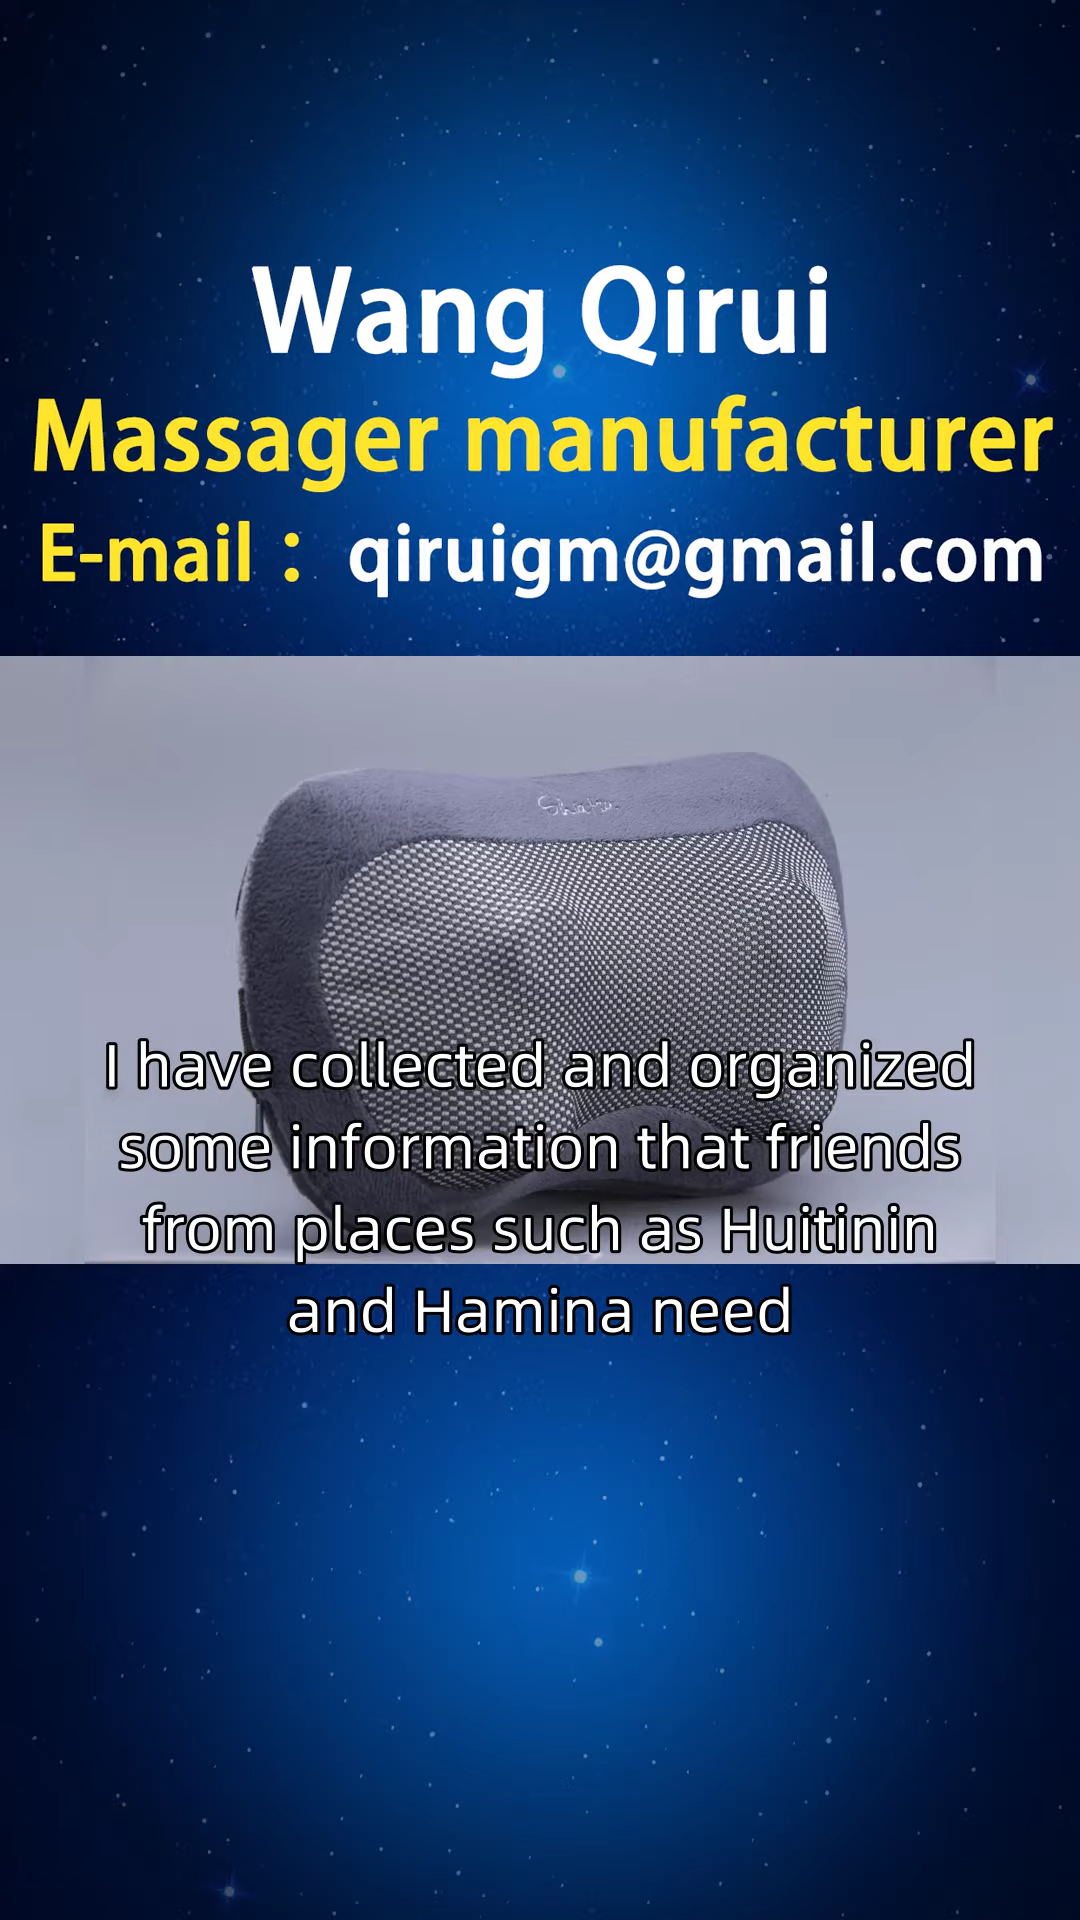 Wang Qirui
Massager manufacturer
E-mail： qiruigm@gmail.com
I have collected and organized
some information that friends
from places such as Huitinin
and Hamina need